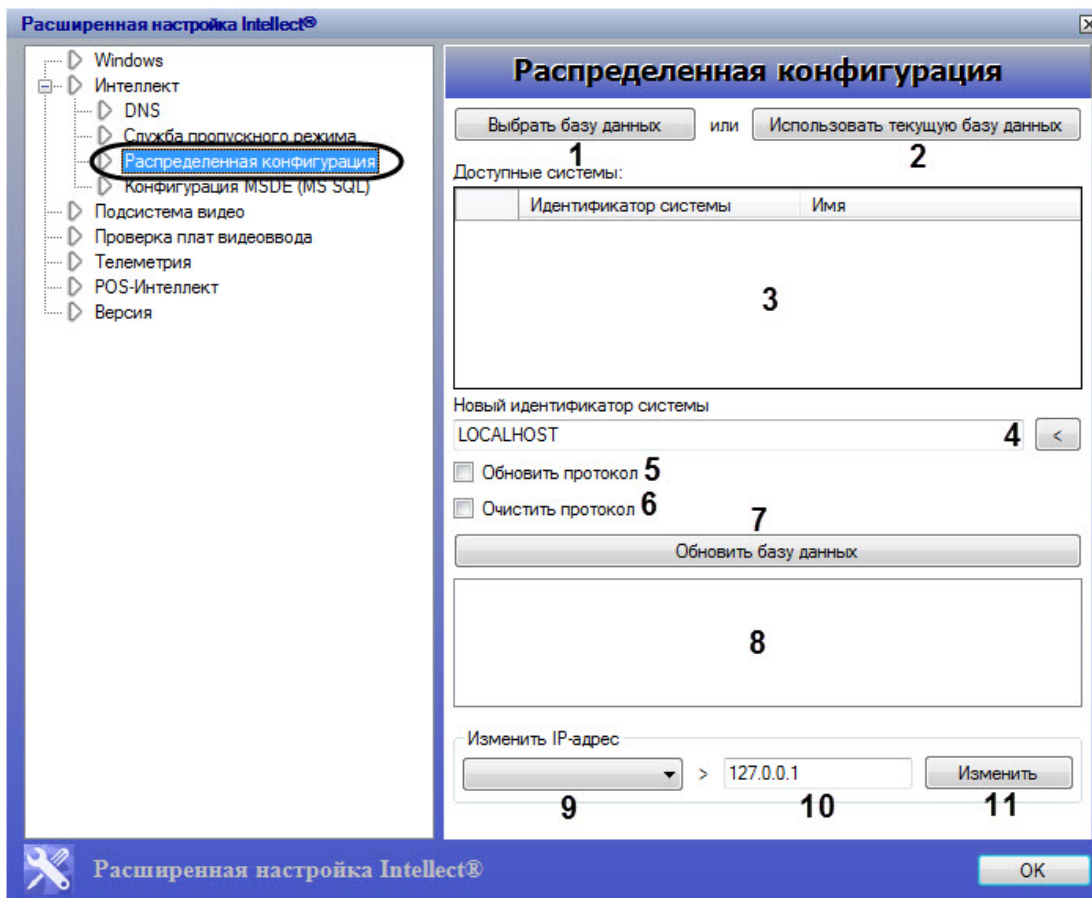 Расширенная настройка Intellect®
Windows
Интеллект
DNS
Служба пропускного режима
Распределенная конфигурация
Конфигурация MSDE (MS SQL)
Подсистема видео
Проверка плат видеоввода
Телеметрия
POS-Интеллект
Версия
Распределенная конфигурация
Выбрать базу данных или Использовать текущую базу данных
1 2
Доступные системы:
Идентификатор системы Имя
3
Новый идентификатор системы
LOCALHOST 4 <
Обновить протокол 5
Очистить протокол 6
7
Обновить базу данных
8
Изменить IP-адрес
> 127.0.0.1 Изменить
9 10 11
Расширенная настройка Intellect® OK